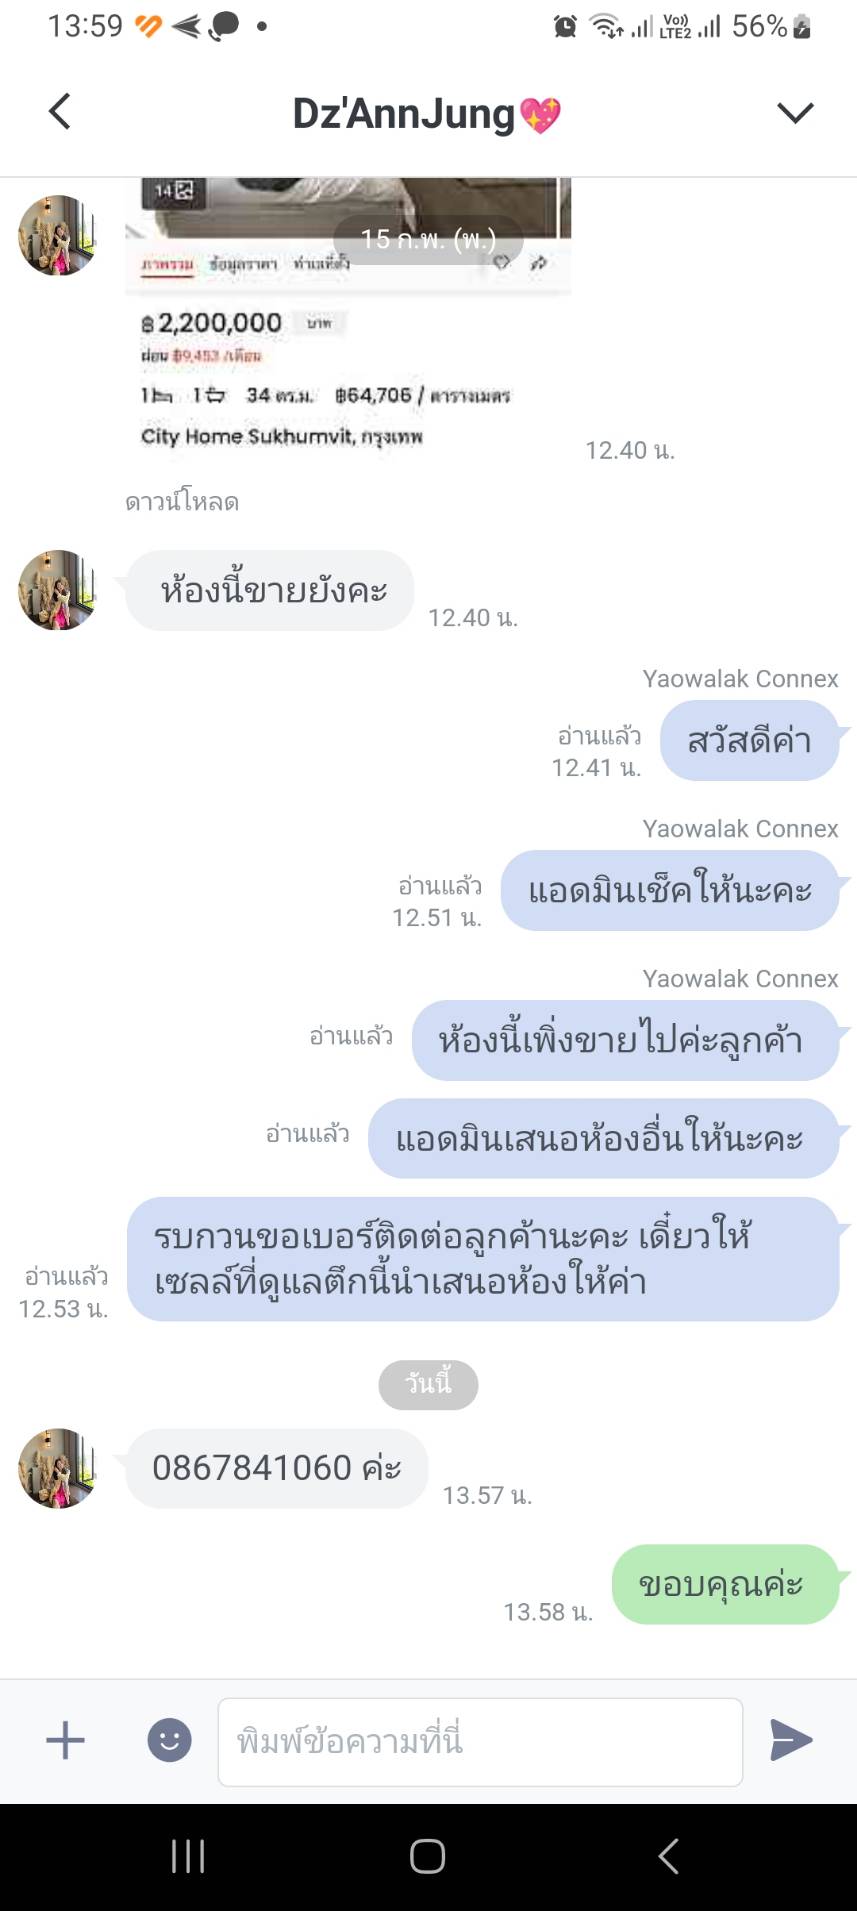 13:59
Vo))
LTE2
56%
Dz'AnnJung💖
14
15 ก.พ. (พ.)
ภาพรวม ข้อมูลราคา ทำเลที่ตั้ง
฿2,200,000 บาท
ผ่อน ฿9,453 /เดือน
1 1 34 ตร.ม. ฿64,706 / ตารางเมตร
City Home Sukhumvit, กรุงเทพ
12.40 น.
ดาวน์โหลด
ห้องนี้ขายยังคะ
12.40 น.
Yaowalak Connex
สวัสดีค่า
อ่านแล้ว
12.41 น.
Yaowalak Connex
แอดมินเช็คให้นะคะ
อ่านแล้ว
12.51 น.
Yaowalak Connex
ห้องนี้เพิ่งขายไปค่ะลูกค้า
อ่านแล้ว
แอดมินเสนอห้องอื่นให้นะคะ
อ่านแล้ว
รบกวนขอเบอร์ติดต่อลูกค้านะคะ เดี๋ยวให้
เซลล์ที่ดูแลตึกนี้นำเสนอห้องให้ค่า
อ่านแล้ว
12.53 น.
วันนี้
0867841060 ค่ะ
13.57 น.
ขอบคุณค่ะ
13.58 น.
พิมพ์ข้อความที่นี่